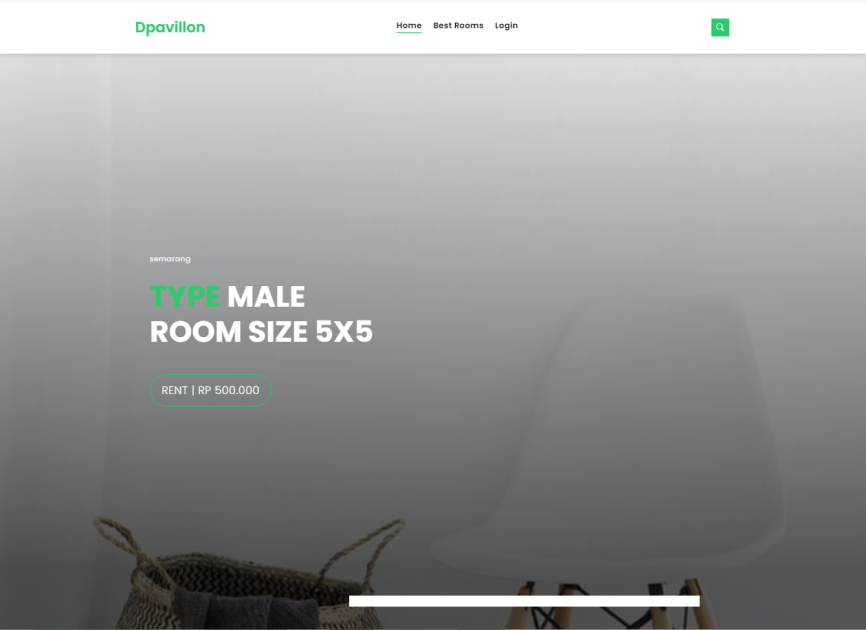 Dpavillon
Home Best Rooms Login
semarang
TYPE MALE
ROOM SIZE 5X5
RENT | RP 500.000